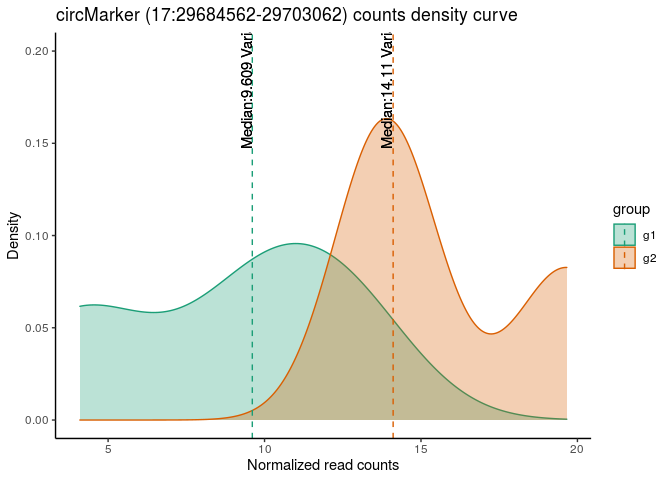 circMarker (17:29684562-29703062) counts density curve
Median:9.609 Vari
Median:14.11 Vari
0.20
0.15
0.10
0.05
0.00
Density
5
10
15
20
Normalized read counts
group
g1
g2